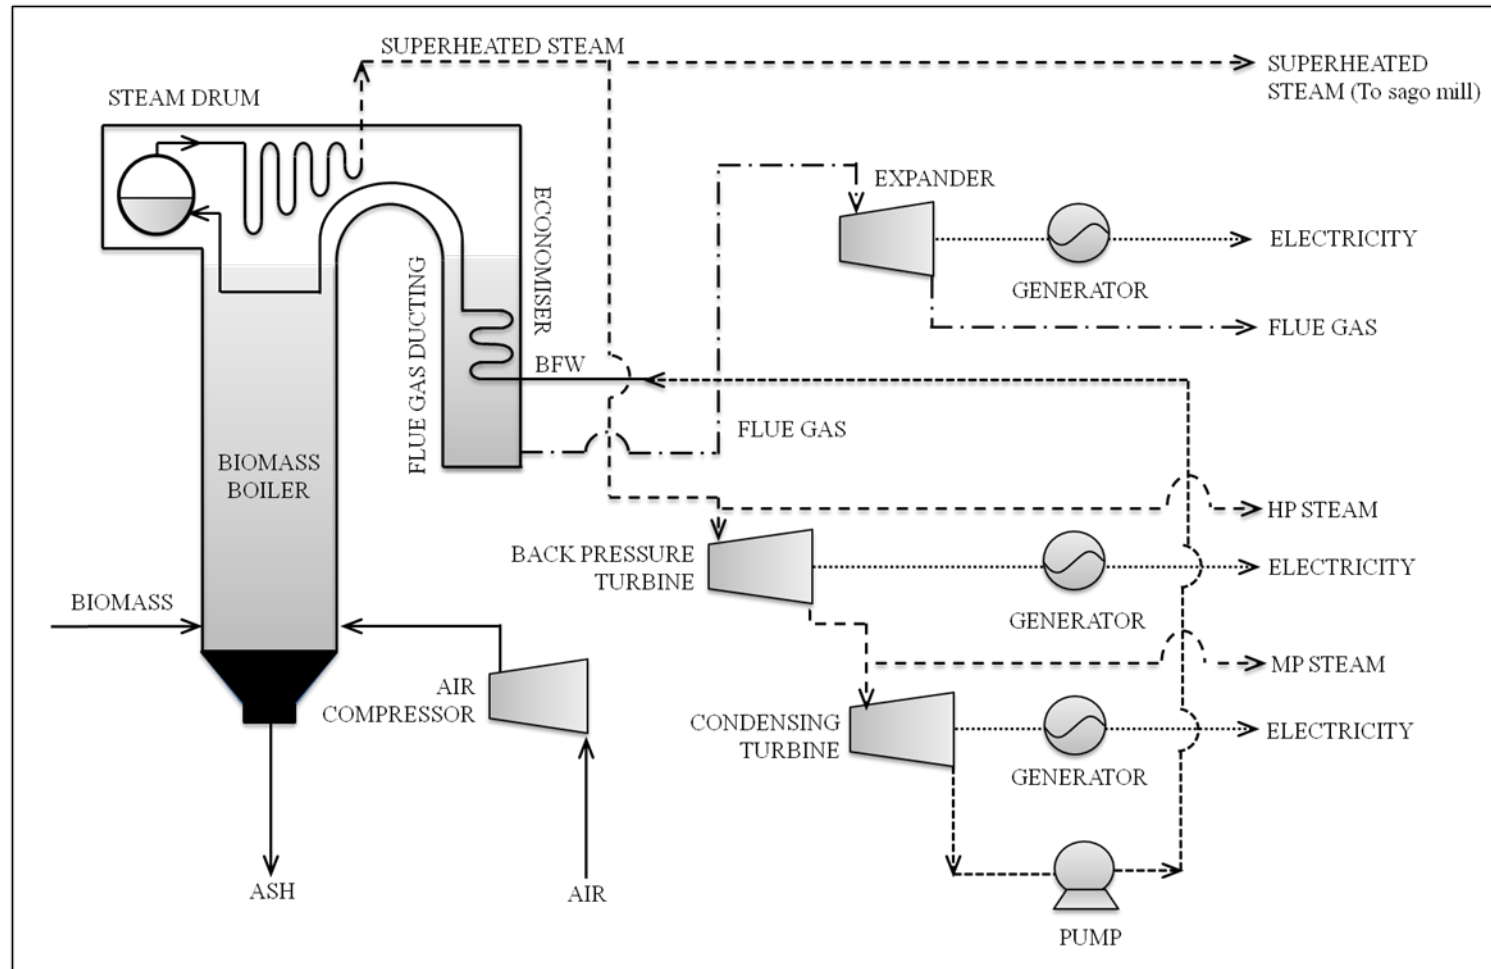 SUPERHEATED STEAM
SUPERHEATED
STEAM (To sago mill)
STEAM DRUM
EXPANDER
ECONOMISER
ELECTRICITY
GENERATOR
FLUE GAS
FLUE GAS DUCTING
BFW
FLUE GAS
BIOMASS
BOILER
HP STEAM
BACK PRESSURE
TURBINE
ELECTRICITY
BIOMASS
GENERATOR
MP STEAM
AIR
COMPRESSOR
CONDENSING
TURBINE
ELECTRICITY
GENERATOR
ASH
AIR
PUMP